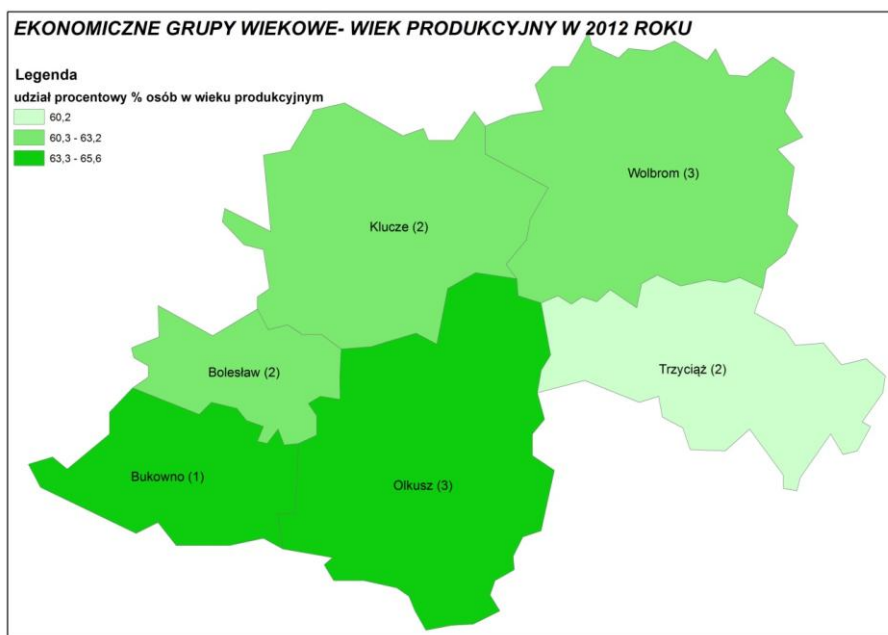 EKONOMICZNE GRUPY WIEKOWE- WIEK PRODUKCYJNY W 2012 ROKU
Legenda
udział procentowy % osób w wieku produkcyjnym
60,2
60,3 - 63,2
63,3 - 65,6
Wolbrom (3)
Klucze (2)
Trzyciąż (2)
Bolesław (2)
Bukowno (1)
Olkusz (3)